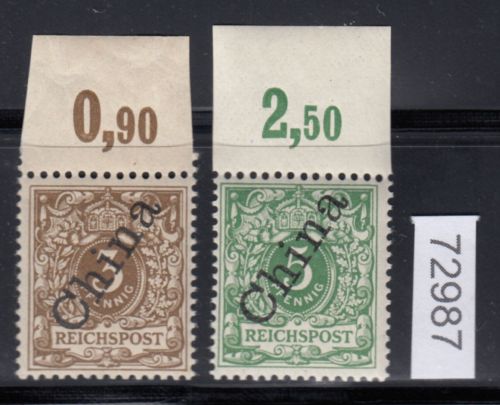 0,90
3
PFENNIG
China
REICHSPOST
2,50
5
PFENNIG
China
REICHSPOST
72987